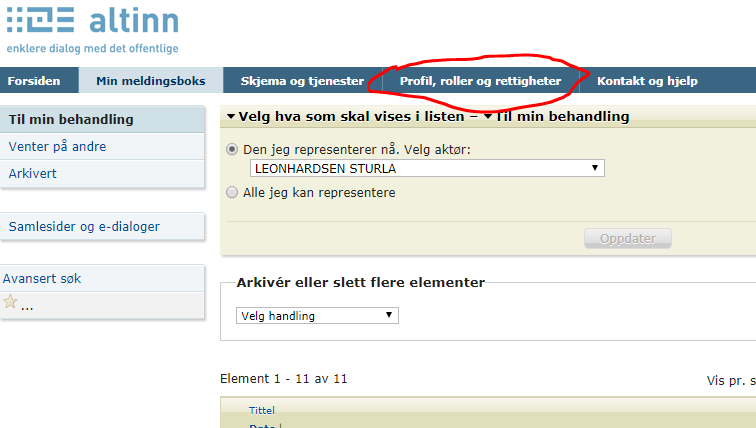 altinn
enklere dialog med det offentlige
Forsiden Min meldingsboks Skjema og tjenester Profil, roller og rettigheter Kontakt og hjelp
Til min behandling
Venter på andre
Arkivert
Samlesider og e-dialoger
Avansert søk
...
Velg hva som skal vises i listen – Til min behandling
Den jeg representerer nå. Velg aktør:
LEONHARDSEN STURLA
Alle jeg kan representere
Oppdater
Arkivér eller slett flere elementer
Velg handling
Element 1 - 11 av 11
Vis pr. s
Tittel